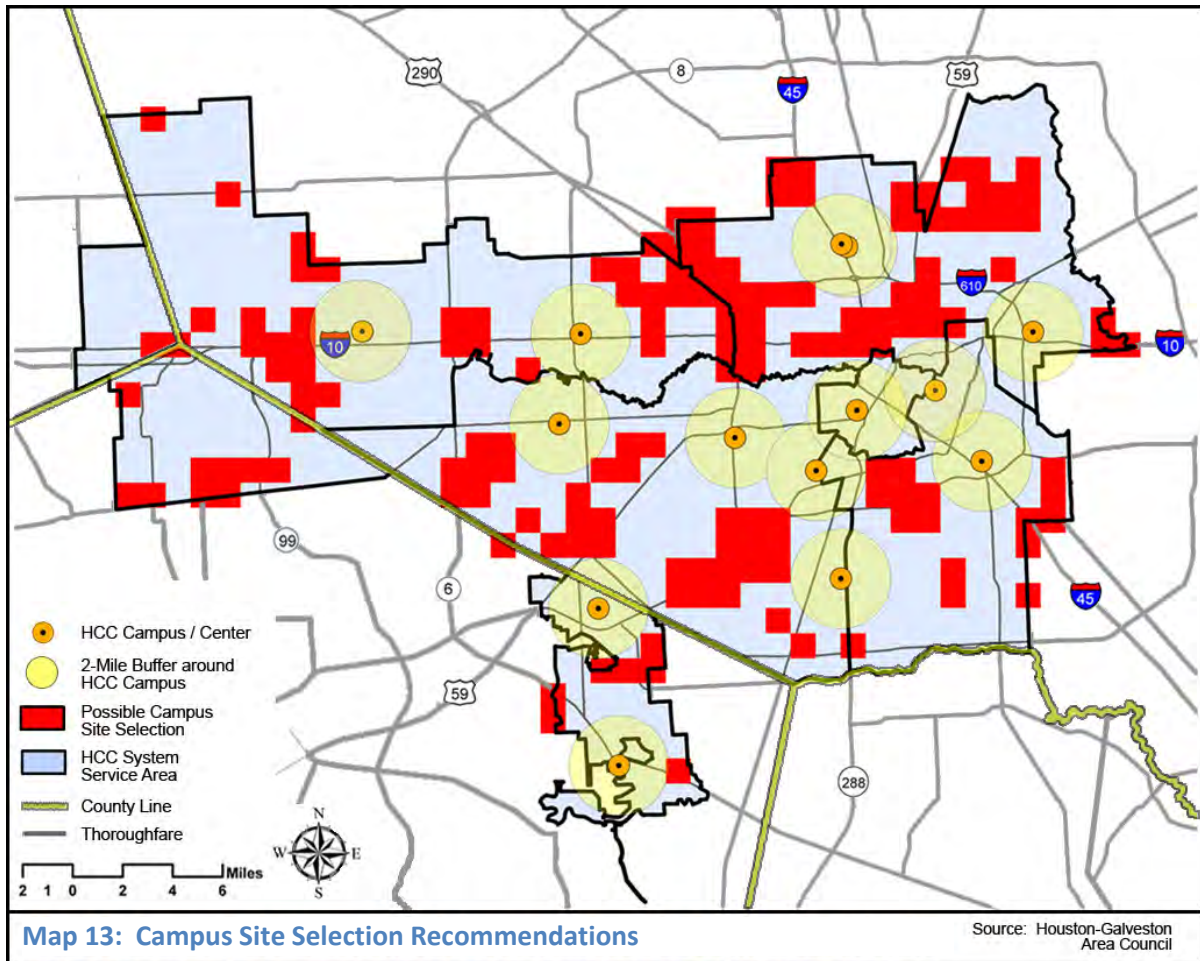 290
8
45
59
610
10
10
99
6
45
59
288
HCC Campus / Center
2-Mile Buffer around
HCC Campus
Possible Campus
Site Selection
HCC System
Service Area
County Line
Thoroughfare
N
W
E
S
Miles
2 1 0 2 4 6
Map 13: Campus Site Selection Recommendations
Source: Houston-Galveston
Area Council